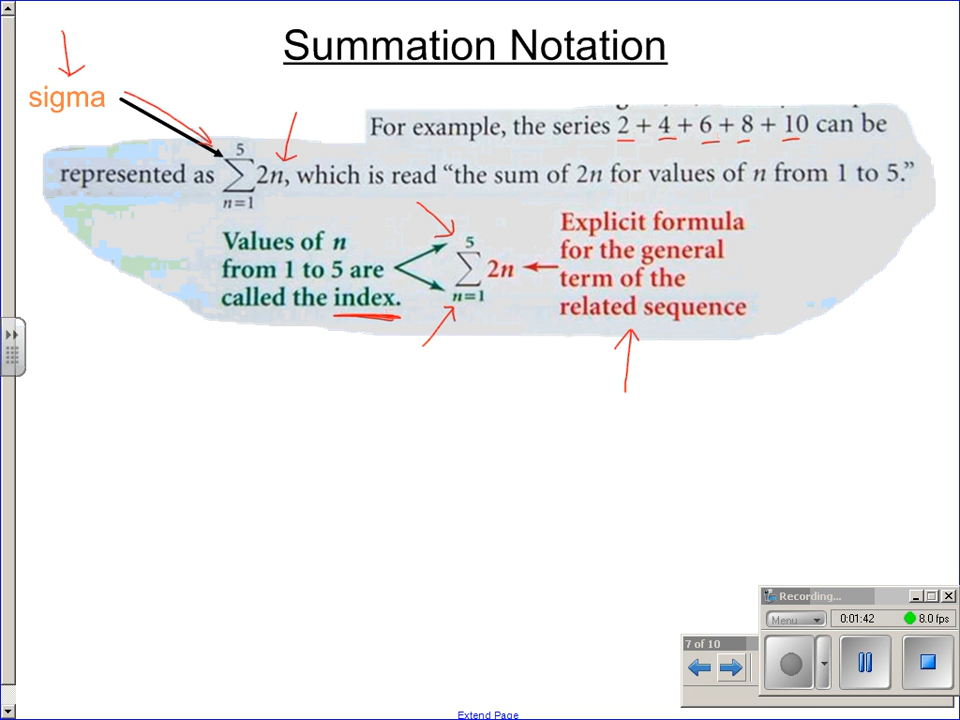 Summation Notation
sigma
For example, the series 2 + 4 + 6 + 8 + 10 can be
represented as 5 ∑ n=1 2n, which is read “the sum of 2n for values of n from 1 to 5.”
Values of n
from 1 to 5 are
called the index.
5
∑ 2n
n=1
Explicit formula
for the general
term of the
related sequence
Recording...
Menu
0:01:42
8.0 fps
7 of 10
Extend Page